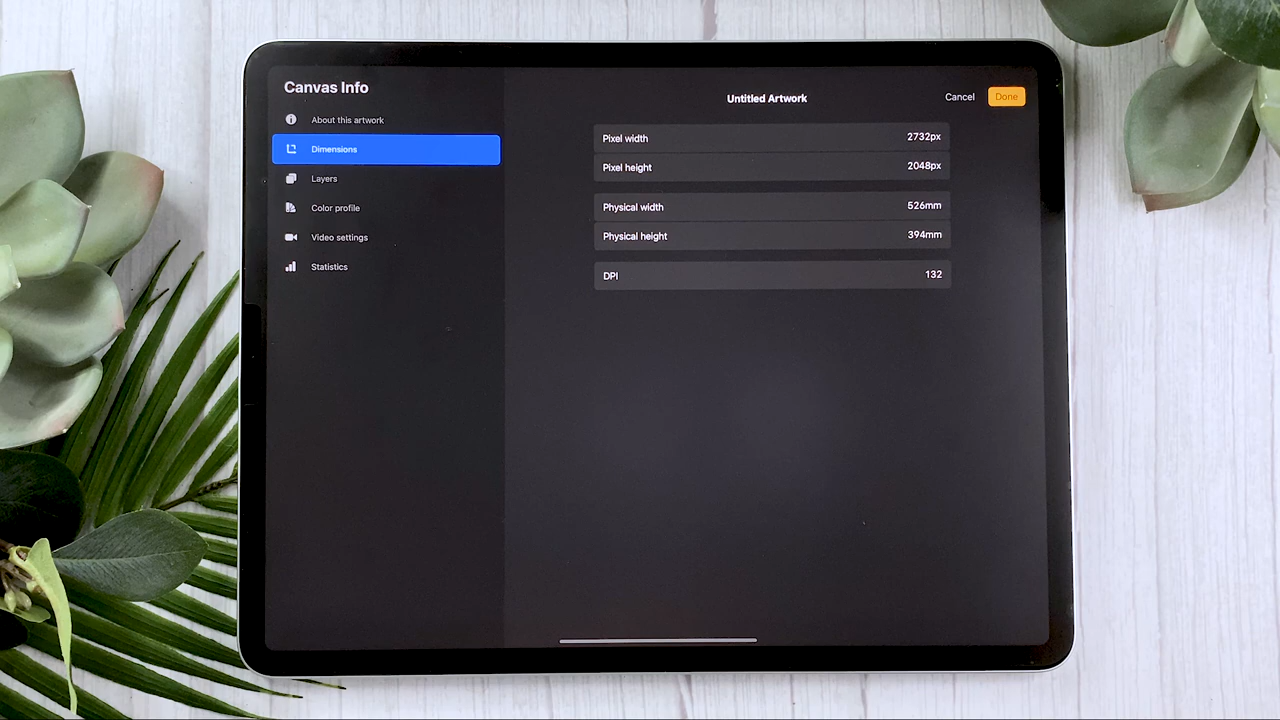 Canvas Info
About this artwork
Dimensions
Layers
Color profile
Video settings
Statistics
Untitled Artwork
Cancel
Done
Pixel width 2732px
Pixel height 2048px
Physical width 526mm
Physical height 394mm
DPI 132